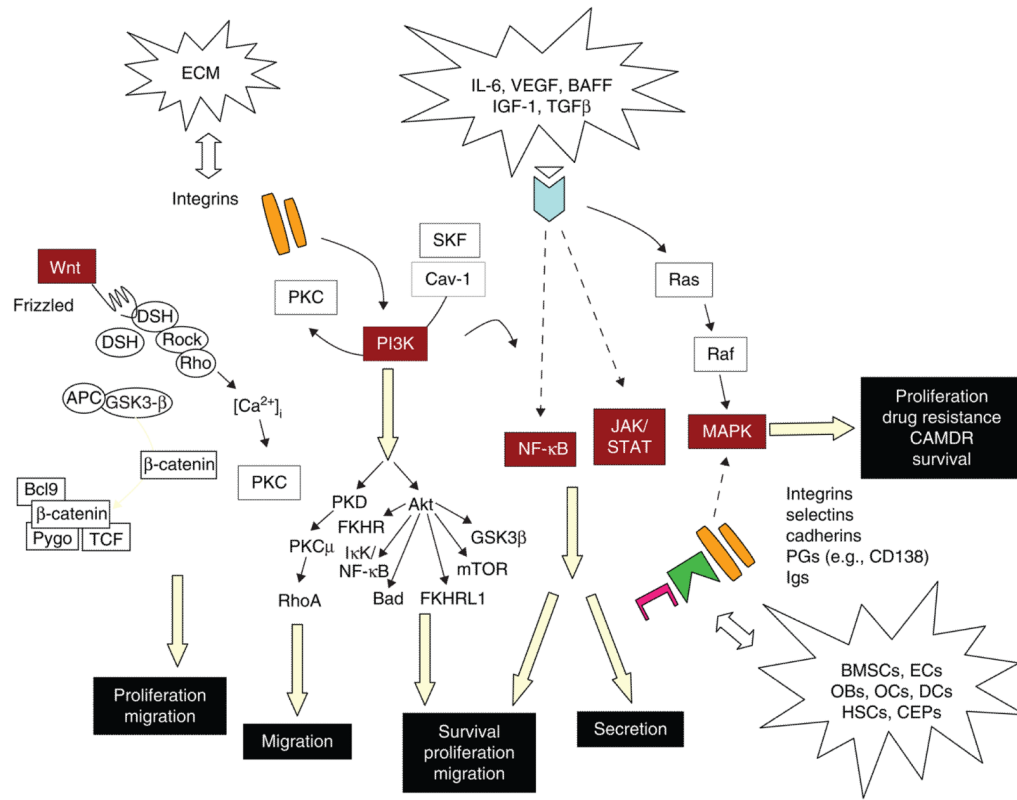 ECM
IL-6, VEGF, BAFF
IGF-1, TGFβ
Integrins
SKF
Cav-1
Wnt
Frizzled
PKC
Ras
DSH
DSH
Rock
Rho
PI3K
Raf
APC
GSK3-β
[Ca²⁺]ᵢ
NF-κB
JAK/
STAT
MAPK
Proliferation
drug resistance
CAMDR
survival
β-catenin
PKC
Bcl9
β-catenin
Pygo
TCF
PKD
Akt
FKHR
GSK3β
PKCμ
IκK/
NF-κB
mTOR
RhoA
Bad
FKHRL1
Integrins
selectins
cadherins
PGs (e.g., CD138)
Igs
BMSCs, ECs
OBs, OCs, DCs
HSCs, CEPs
Proliferation
migration
Migration
Survival
proliferation
migration
Secretion